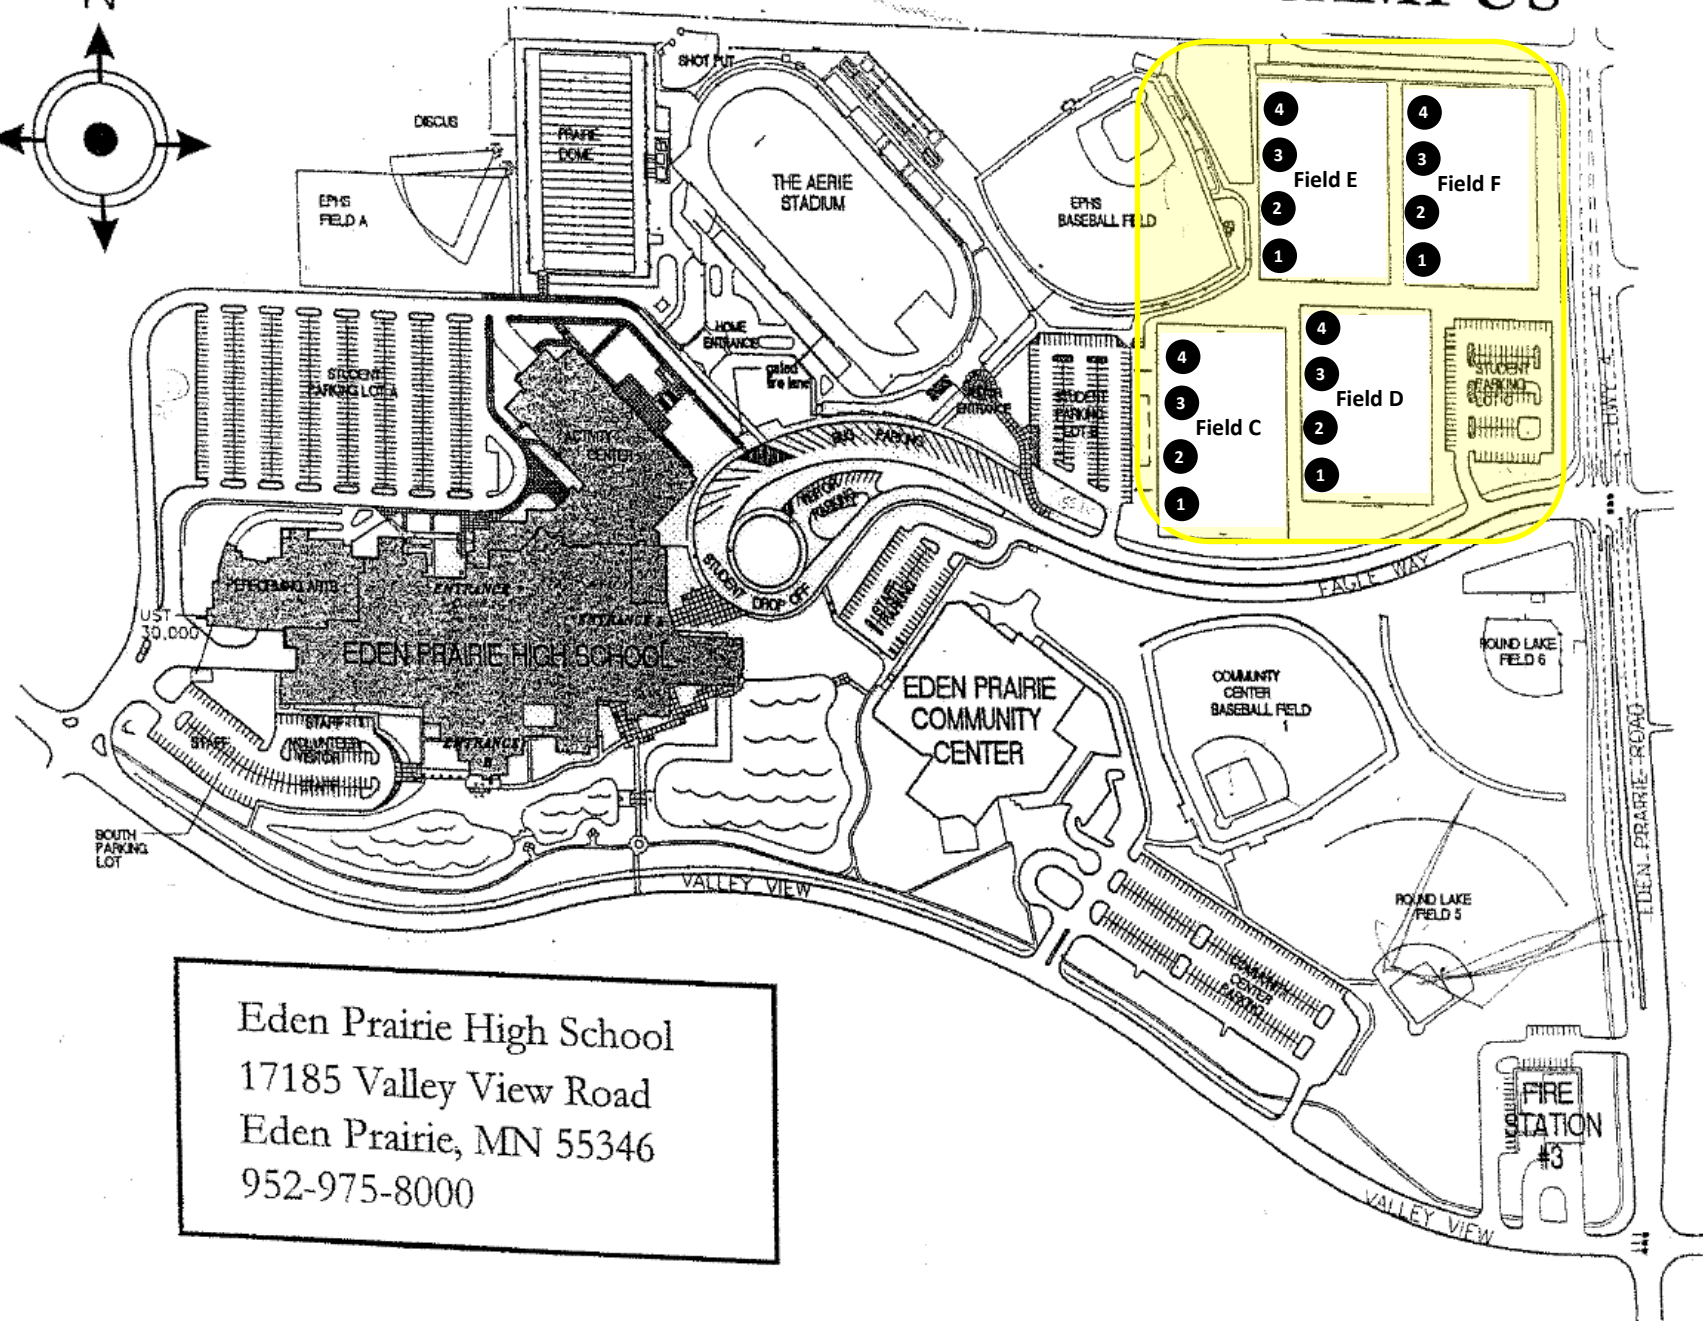 N
SHOT PUT
DISCUS
PRAIRIE
DOME
THE AERIE
STADIUM
EPHS
FIELD A
EPHS
BASEBALL FIELD
4
3
Field E
2
1
4
3
Field F
2
1
HOME
ENTRANCE
gated
fire lane
STUDENT
PARKING LOT A
ACTIVITY
CENTER
BUS PARKING
VISITOR
PARKING
ENTRANCE
STUDENT
PARKING
LOT B
4
3
Field C
2
1
4
3
Field D
2
1
STUDENT
PARKING
HWY 4
EAGLE WAY
STUDENT DROP OFF
PERFORMING ARTS
ENTRANCE
ENTRANCE
UST
30,000
EDEN PRAIRIE HIGH SCHOOL
STAFF
PARKING
EDEN PRAIRIE
COMMUNITY
CENTER
COMMUNITY
CENTER
BASEBALL FIELD
1
ROUND LAKE
FIELD 6
EDEN PRAIRIE ROAD
STAFF
STAFF
VOLUNTEER
VISITOR
STAFF
ENTRANCE
SOUTH
PARKING
LOT
VALLEY VIEW
ROUND LAKE
FIELD 5
COMMUNITY
CENTER
PARKING
FIRE
STATION
#3
VALLEY VIEW
Eden Prairie High School
17185 Valley View Road
Eden Prairie, MN 55346
952-975-8000